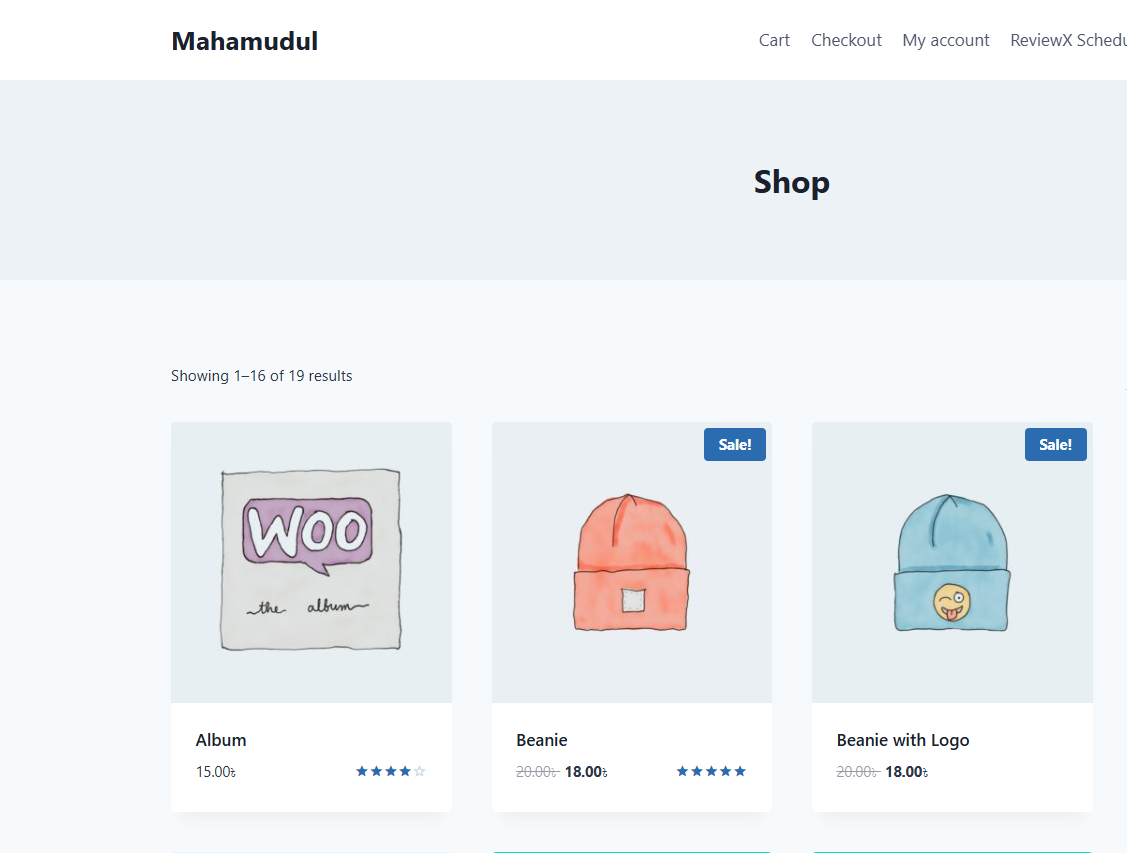 Mahamudul
Cart Checkout My account ReviewX Schedu
Shop
Showing 1–16 of 19 results
Sale!
Sale!
WOO
the album
Album
15.00৳
Beanie
20.00৳ 18.00৳
Beanie with Logo
20.00৳ 18.00৳